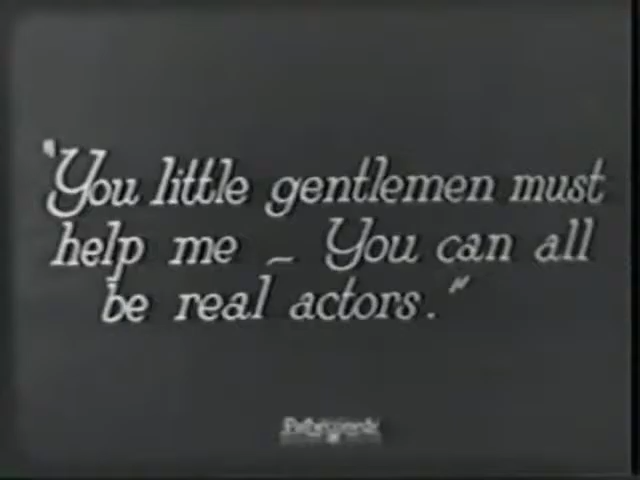 "You little gentlemen must
help me — You can all
be real actors."